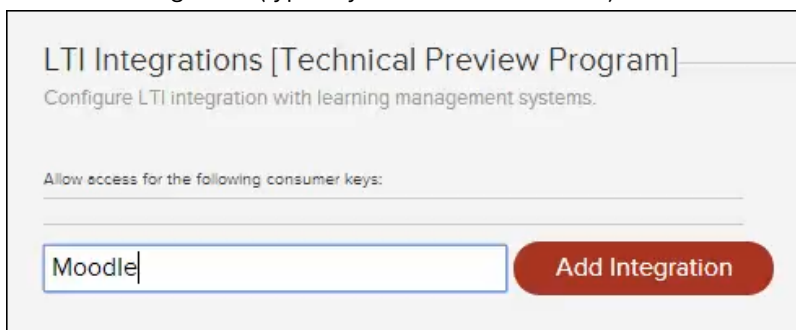 LTI Integrations [Technical Preview Program]
Configure LTI integration with learning management systems.
Allow access for the following consumer keys:
Moodle
Add Integration